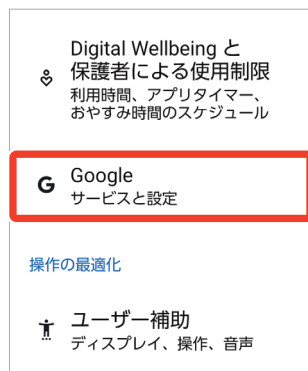 Digital Wellbeing と
保護者による使用制限
利用時間、アプリタイマー、
おやすみ時間のスケジュール
Google
サービスと設定
操作の最適化
ユーザー補助
ディスプレイ、操作、音声